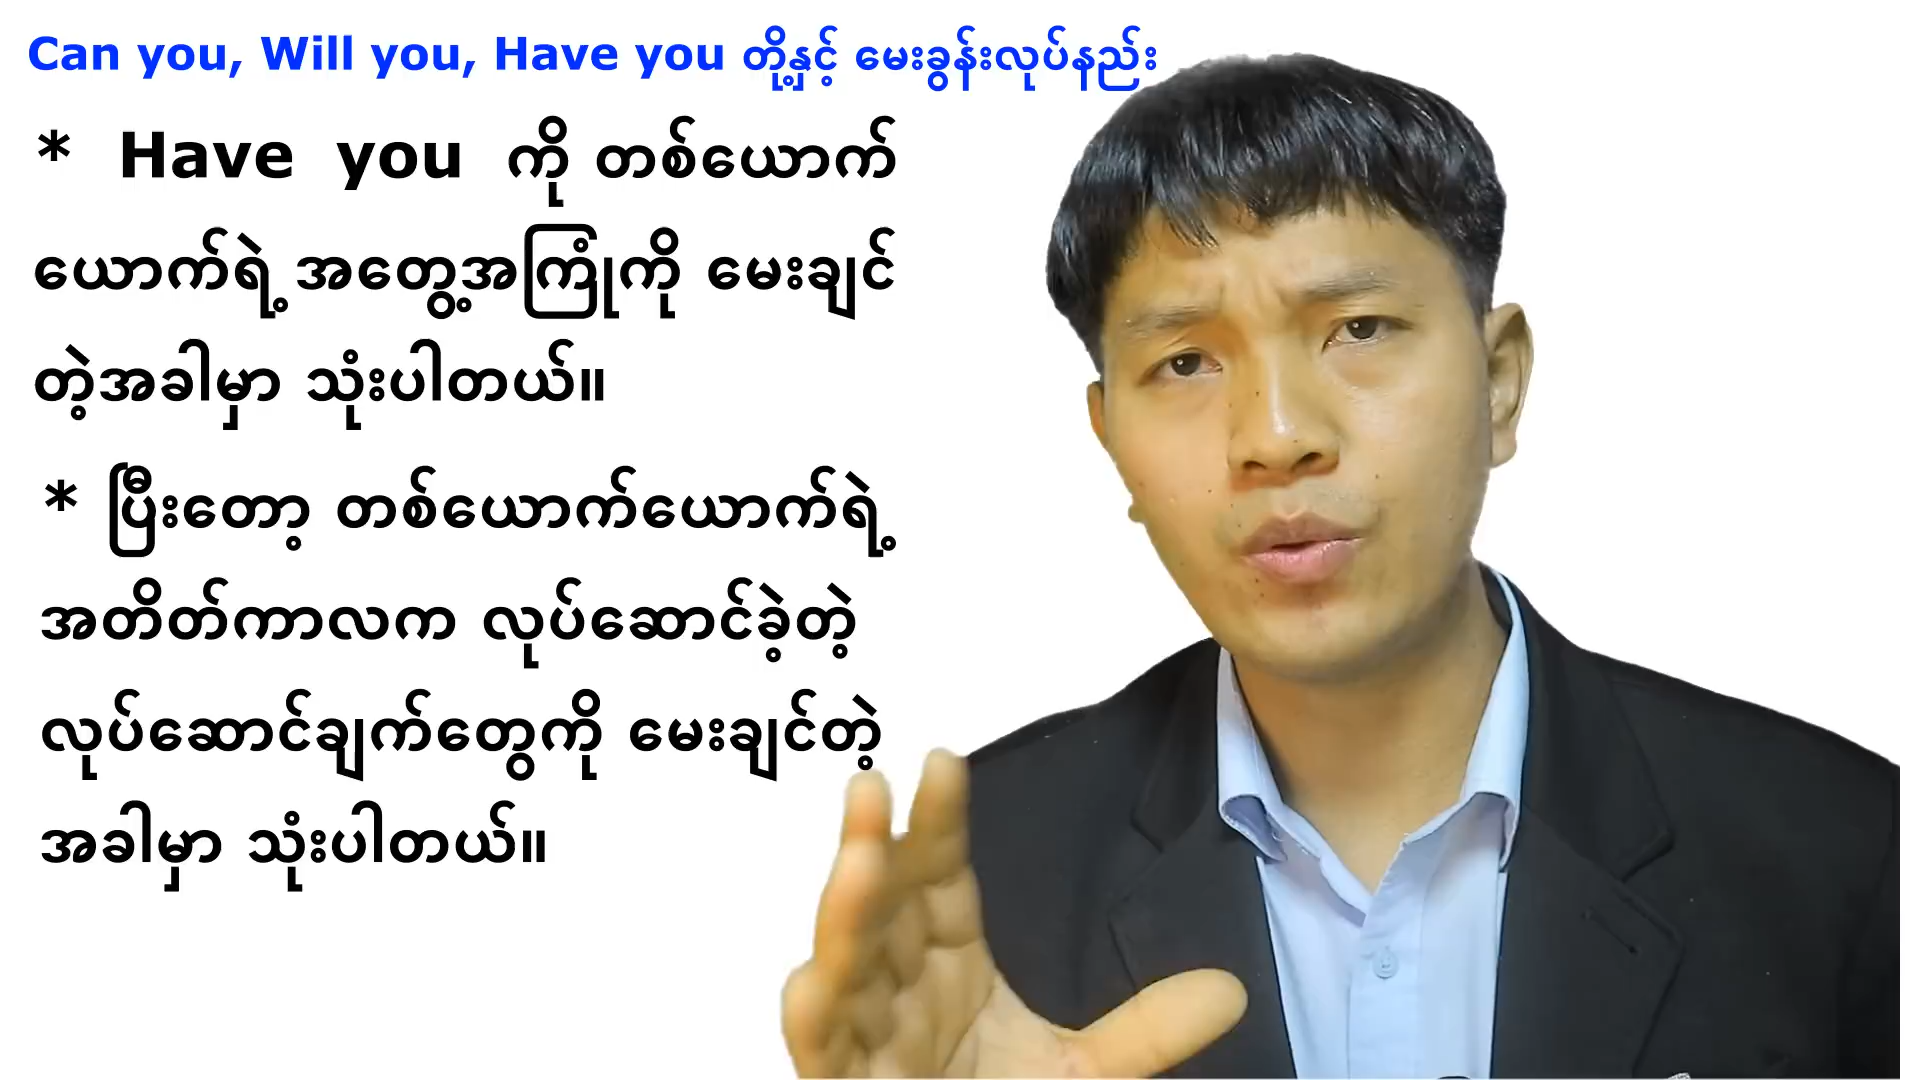 Can you, Will you, Have you တို့နှင့် မေးခွန်းလုပ်နည်း
* Have you ကို တစ်ယောက်
ယောက်ရဲ့ အတွေ့အကြုံကို မေးချင်
တဲ့အခါမှာ သုံးပါတယ်။
* ပြီးတော့ တစ်ယောက်ယောက်ရဲ့
အတိတ်ကာလက လုပ်ဆောင်ခဲ့တဲ့
လုပ်ဆောင်ချက်တွေကို မေးချင်တဲ့
အခါမှာ သုံးပါတယ်။